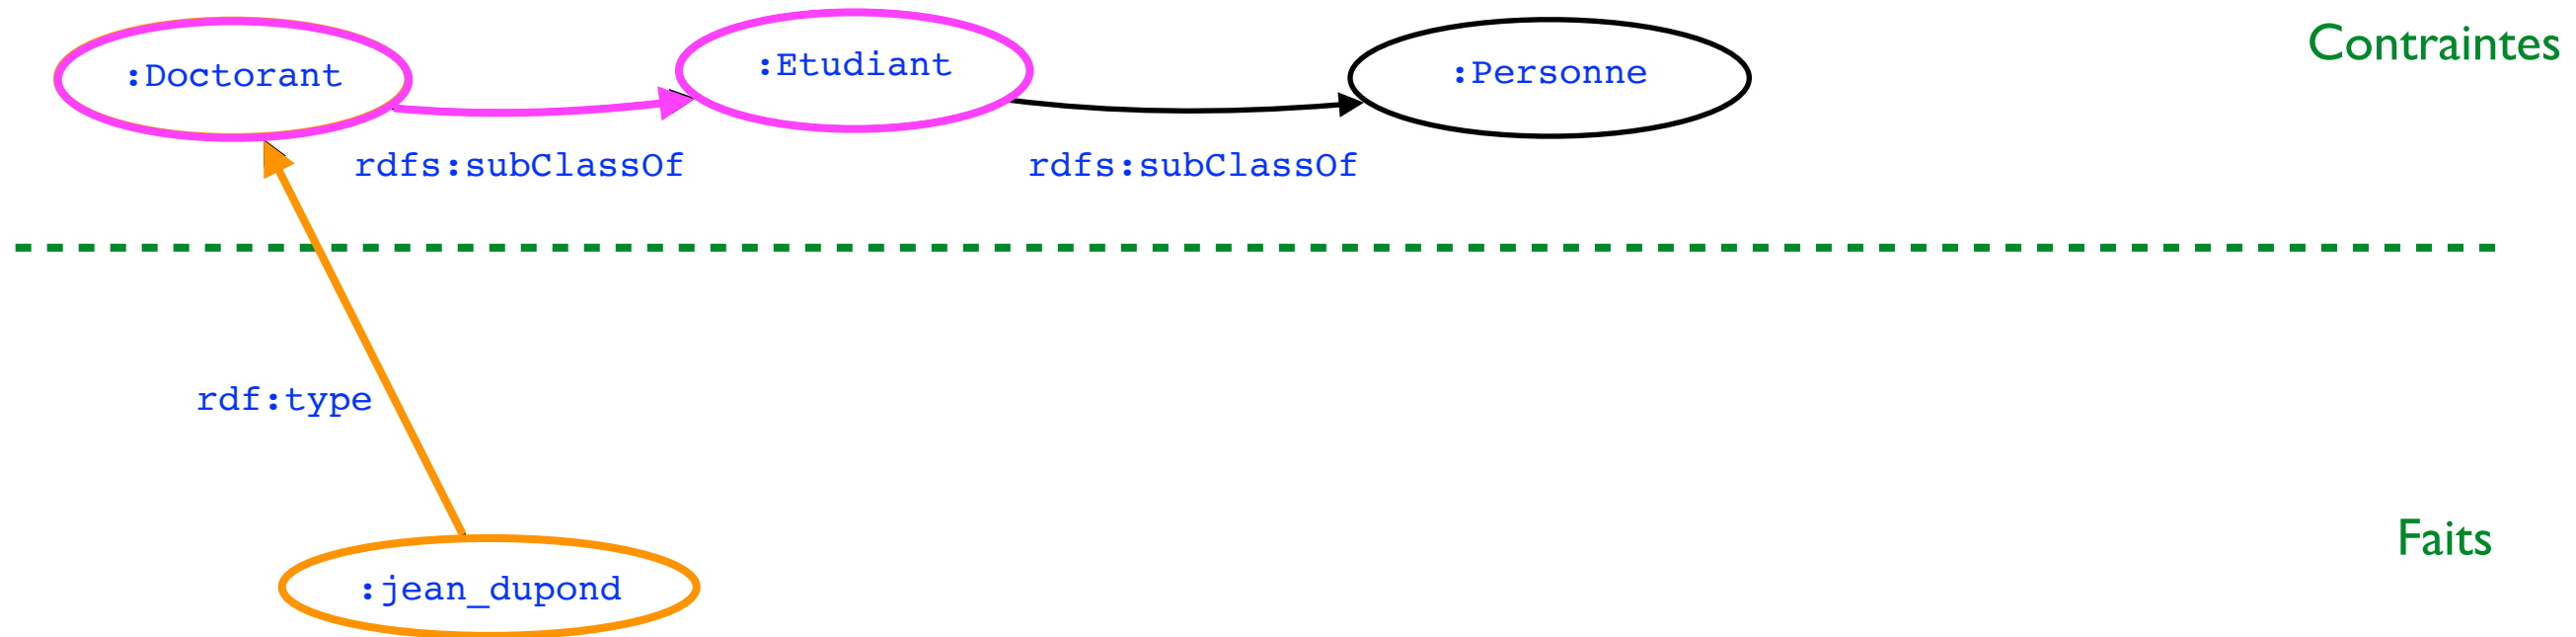 Contraintes
:Doctorant
:Etudiant
:Personne
rdfs:subClassOf
rdfs:subClassOf
rdf:type
Faits
:jean_dupond